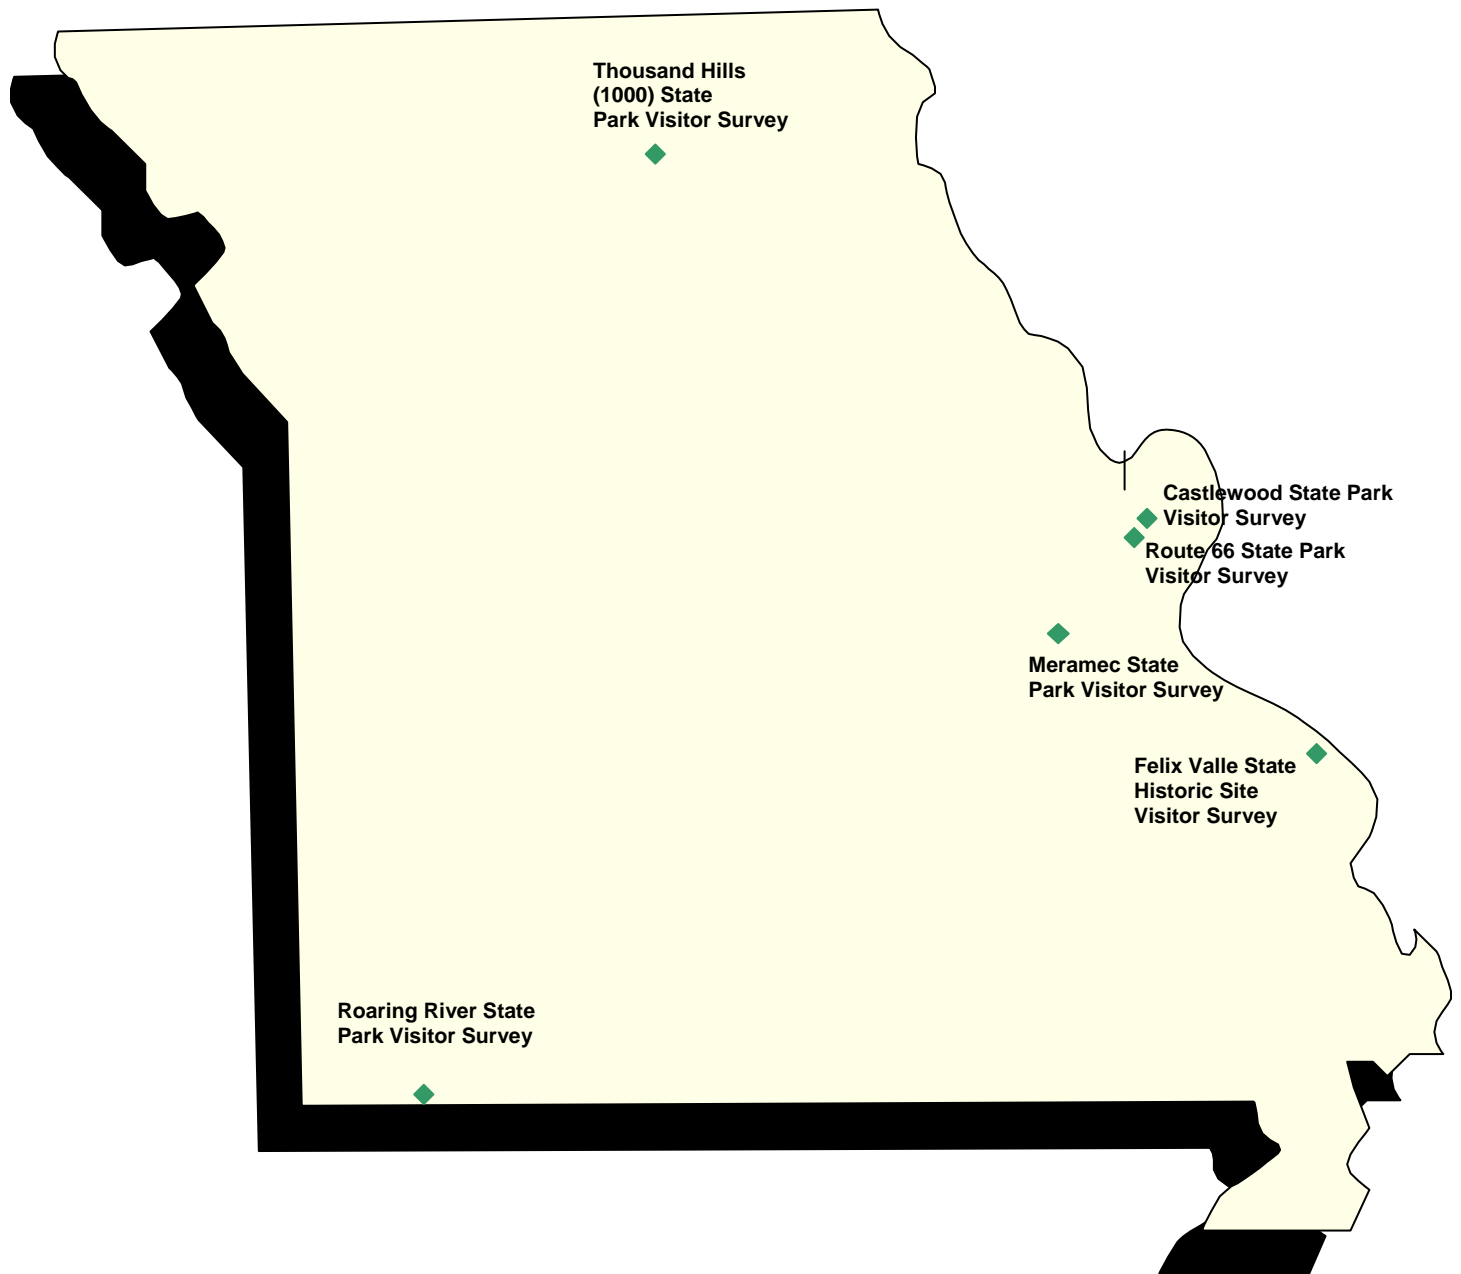 Thousand Hills
(1000) State
Park Visitor Survey
Castlewood State Park
Visitor Survey
Route 66 State Park
Visitor Survey
Meramec State
Park Visitor Survey
Felix Valle State
Historic Site
Visitor Survey
Roaring River State
Park Visitor Survey